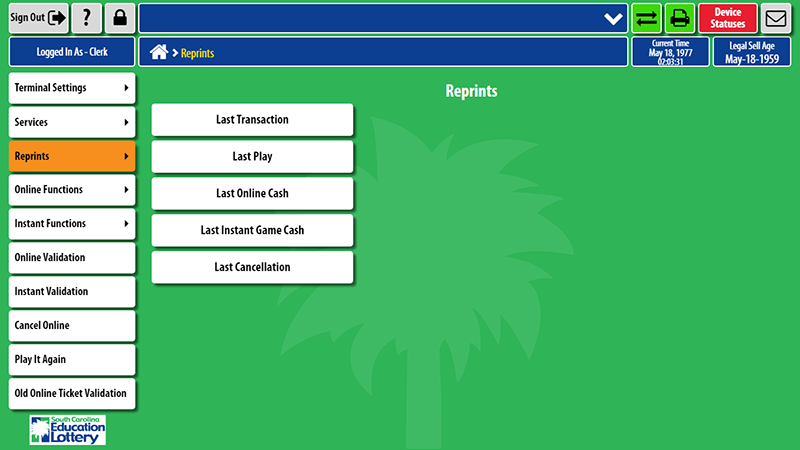 Sign Out
?
Device
Statuses
Logged In As - Clerk
Reprints
Current Time
May 18, 1977
02:03:31
Legal Sell Age
May-18-1959
Terminal Settings
Services
Reprints
Online Functions
Instant Functions
Online Validation
Instant Validation
Cancel Online
Play It Again
Old Online Ticket Validation
Reprints
Last Transaction
Last Play
Last Online Cash
Last Instant Game Cash
Last Cancellation
South Carolina
Education
Lottery